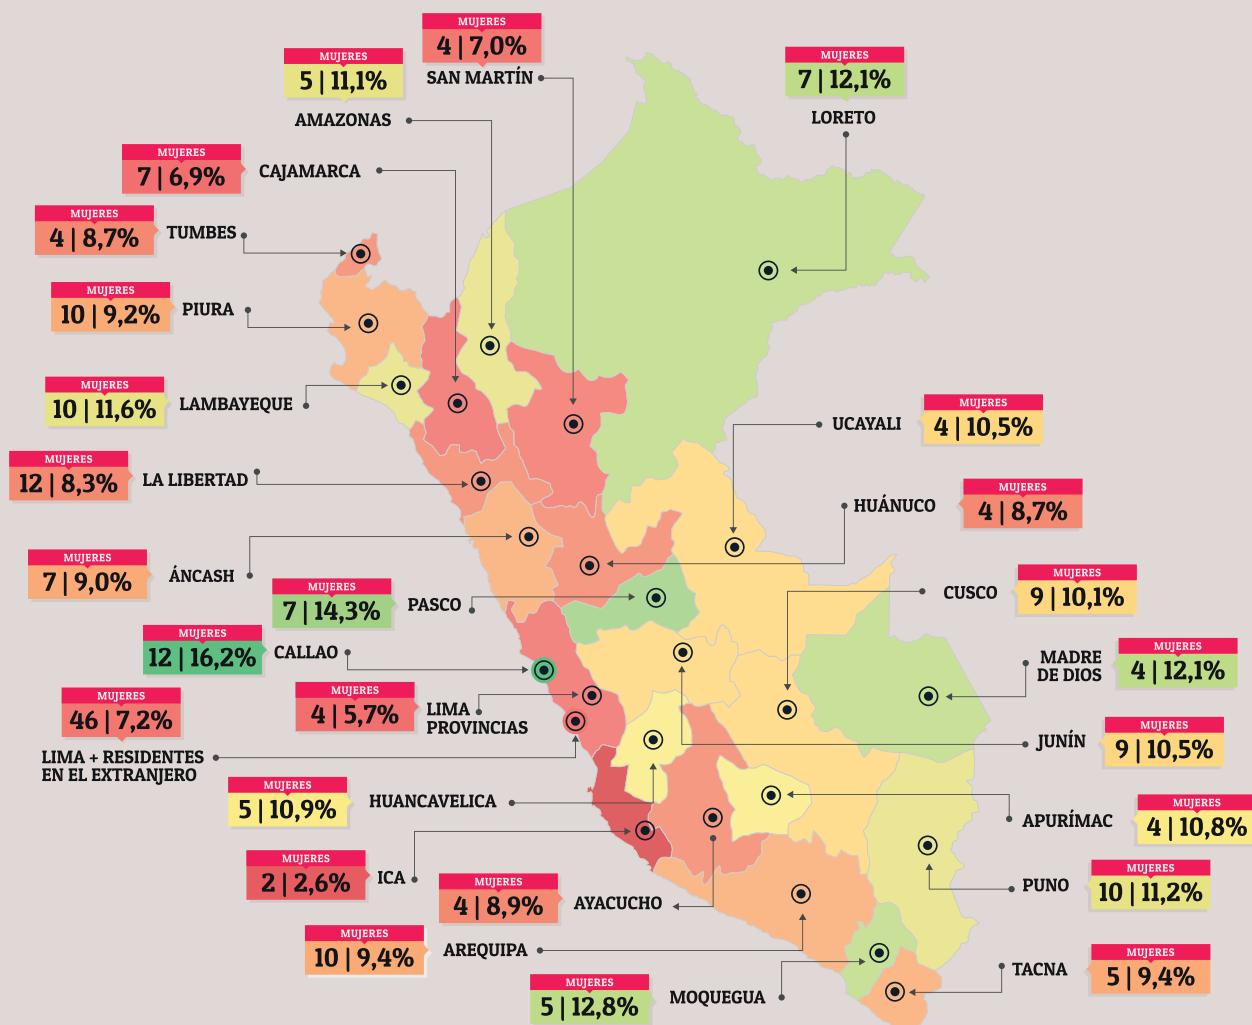 MUJERES
4 | 7,0%
SAN MARTÍN
MUJERES
5 | 11,1%
AMAZONAS
MUJERES
7 | 12,1%
LORETO
MUJERES
7 | 6,9%
CAJAMARCA
MUJERES
4 | 8,7%
TUMBES
MUJERES
10 | 9,2%
PIURA
MUJERES
10 | 11,6%
LAMBAYEQUE
MUJERES
4 | 10,5%
UCAYALI
MUJERES
12 | 8,3%
LA LIBERTAD
MUJERES
4 | 8,7%
HUÁNUCO
MUJERES
7 | 9,0%
ÁNCASH
MUJERES
7 | 14,3%
PASCO
MUJERES
9 | 10,1%
CUSCO
MUJERES
12 | 16,2%
CALLAO
MUJERES
4 | 12,1%
MADRE
DE DIOS
MUJERES
4 | 5,7%
LIMA
PROVINCIAS
MUJERES
46 | 7,2%
LIMA + RESIDENTES
EN EL EXTRANJERO
MUJERES
9 | 10,5%
JUNÍN
MUJERES
5 | 10,9%
HUANCAVELICA
MUJERES
4 | 10,8%
APURÍMAC
MUJERES
2 | 2,6%
ICA
MUJERES
4 | 8,9%
AYACUCHO
MUJERES
10 | 11,2%
PUNO
MUJERES
10 | 9,4%
AREQUIPA
MUJERES
5 | 12,8%
MOQUEGUA
MUJERES
5 | 9,4%
TACNA